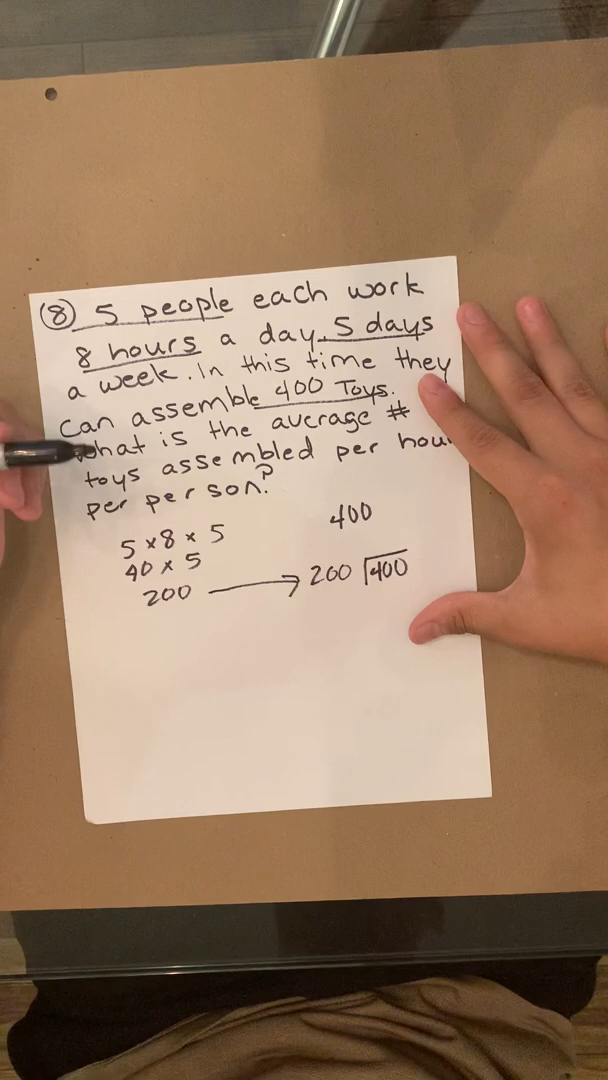 (8) 5 people each work
8 hours a day, 5 days
a week. In this time they
can assemble 400 Toys.
What is the average #
toys assembled per hour
per person?
5 × 8 × 5
40 × 5
200 → 200 ⟌400
400